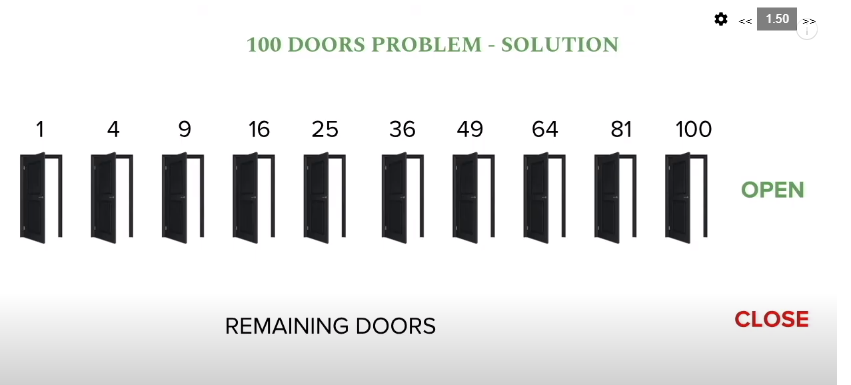 << 1.50 >>
100 DOORS PROBLEM - SOLUTION
1 4 9 16 25 36 49 64 81 100
OPEN
REMAINING DOORS CLOSE